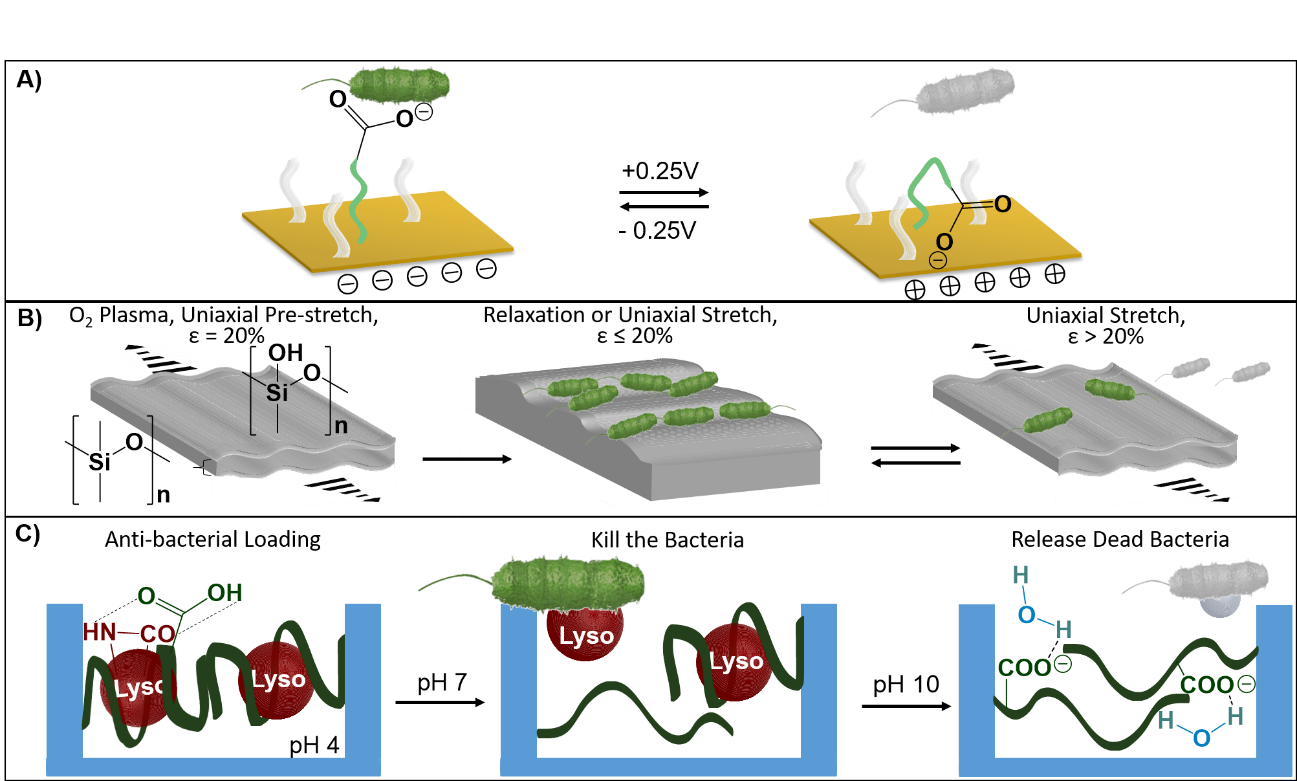 A)
O
O ⊖
+0.25V
- 0.25V
O
O
⊖
⊖ ⊖ ⊖ ⊖ ⊖
⊕ ⊕ ⊕ ⊕ ⊕
B)
O₂ Plasma, Uniaxial Pre-stretch,
ε = 20%
OH
O
Si
n
O
Si
n
Relaxation or Uniaxial Stretch,
ε ≤ 20%
Uniaxial Stretch,
ε > 20%
C)
Anti-bacterial Loading
O
OH
HN
CO
Lyso
Lyso
pH 4
pH 7
Kill the Bacteria
Lyso
Lyso
pH 10
Release Dead Bacteria
H
O
H
COO ⊖
COO ⊖
H
H
O